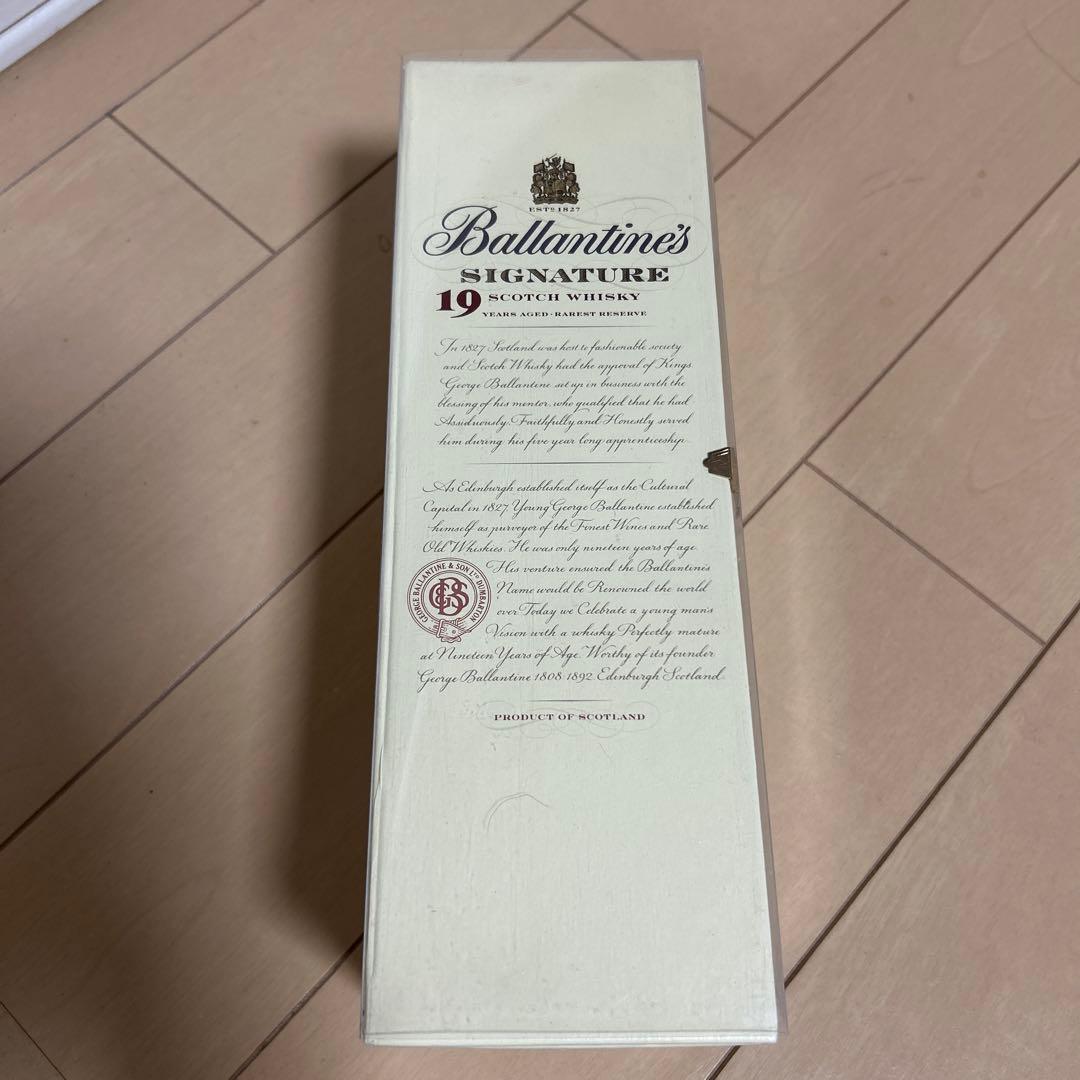 ESTD 1827
Ballantine's
SIGNATURE
19 SCOTCH WHISKY
YEARS AGED · RAREST RESERVE
In 1827 Scotland was host to fashionable society
and Scotch Whisky had the approval of Kings.
George Ballantine set up in business with the
blessing of his mentor, who qualified that he had
Assiduously, Faithfully and Honestly served
him during his five year long apprenticeship.
As Edinburgh established itself as the Cultural
Capital in 1827, Young George Ballantine established
himself as purveyor of the Finest Wines and Rare
Old Whiskies. He was only nineteen years of age.
His venture ensured the Ballantine's
Name would be Renowned the world
over. Today we Celebrate a young man's
Vision with a whisky Perfectly mature
at Nineteen Years of Age. Worthy of its founder
George Ballantine 1808-1892 Edinburgh Scotland.
GEORGE BALLANTINE & SON LTD DUMBARTON
GBS
PRODUCT OF SCOTLAND